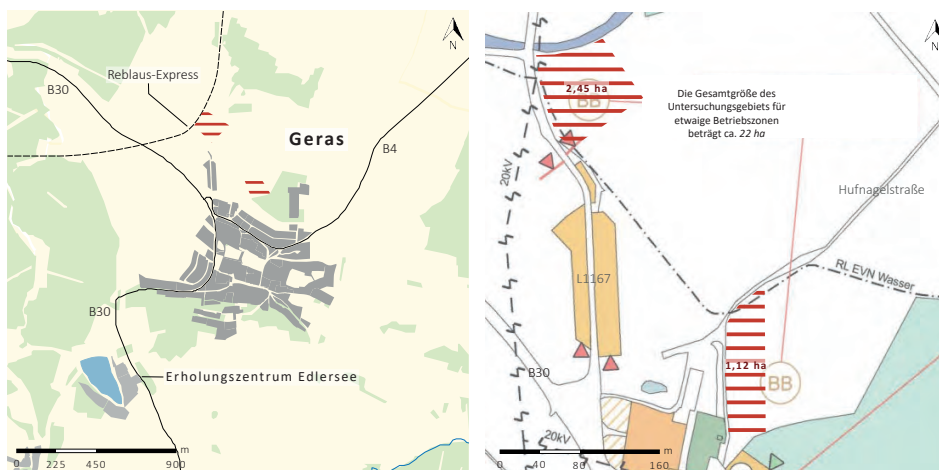 N
Reblaus-Express
B30
Geras
B4
B30
Erholungszentrum Edlersee
m
0 225 450 900
N
2,45 ha
BB
Die Gesamtgröße des
Untersuchungsgebiets für
etwaige Betriebszonen
beträgt ca. 22 ha
20kV
Hufnagelstraße
RL EVN Wasser
L1167
B30
1,12 ha
BB
20kV
m
0 40 80 160